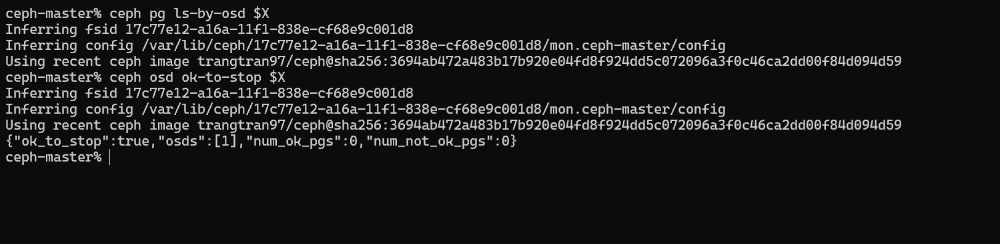 ceph-master% ceph pg ls-by-osd $X
Inferring fsid 17c77e12-a16a-11f1-838e-cf68e9c001d8
Inferring config /var/lib/ceph/17c77e12-a16a-11f1-838e-cf68e9c001d8/mon.ceph-master/config
Using recent ceph image trangtran97/ceph@sha256:3694ab472a483b17b920e04fd8f924dd5c072096a3f0c46ca2dd00f84d094d59
ceph-master% ceph osd ok-to-stop $X
Inferring fsid 17c77e12-a16a-11f1-838e-cf68e9c001d8
Inferring config /var/lib/ceph/17c77e12-a16a-11f1-838e-cf68e9c001d8/mon.ceph-master/config
Using recent ceph image trangtran97/ceph@sha256:3694ab472a483b17b920e04fd8f924dd5c072096a3f0c46ca2dd00f84d094d59
{"ok_to_stop":true,"osds":[1],"num_ok_pgs":0,"num_not_ok_pgs":0}
ceph-master%